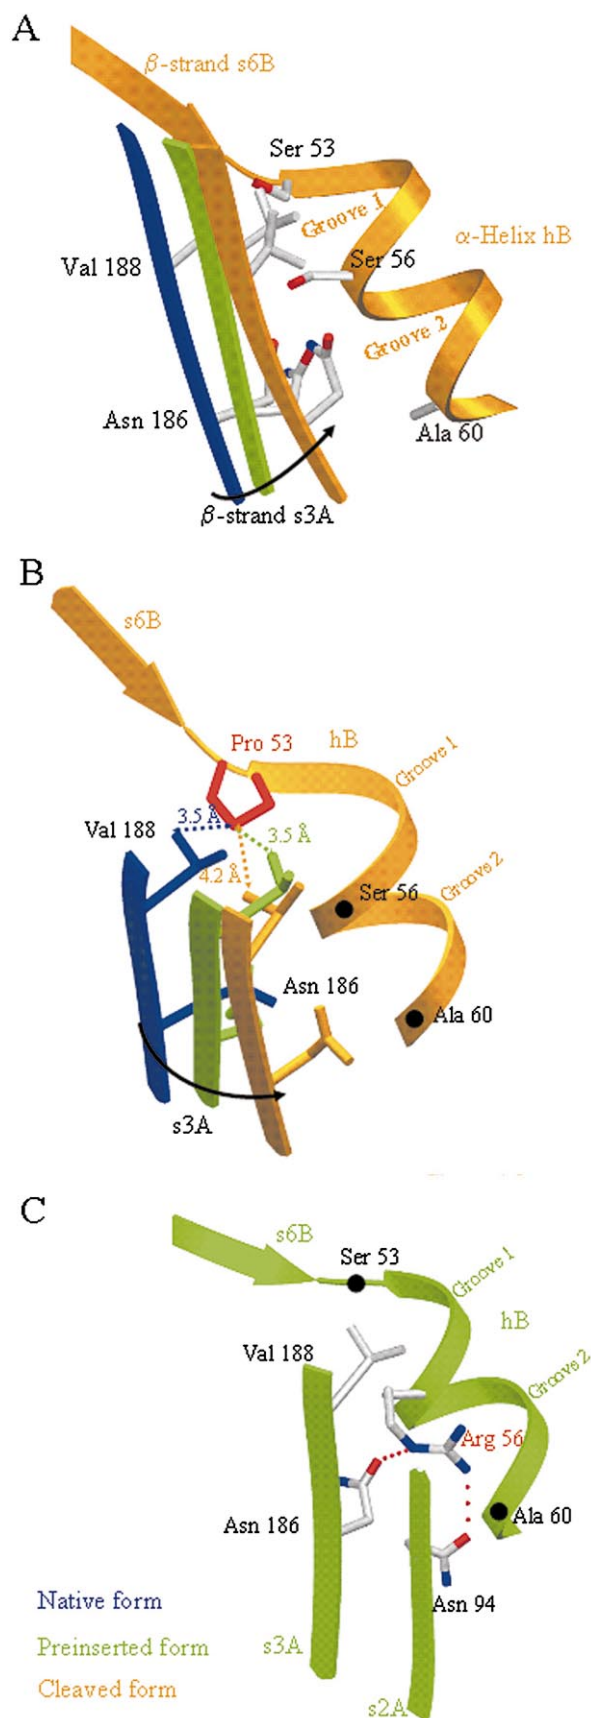 A
β-strand s6B
Ser 53
Groove 1
α-Helix hB
Val 188
Ser 56
Groove 2
Asn 186
Ala 60
β-strand s3A
B
s6B
Pro 53
hB
Groove 1
Val 188
3.5 Å
3.5 Å
4.2 Å
Groove 2
Ser 56
Asn 186
Ala 60
s3A
C
s6B
Ser 53
Groove 1
hB
Val 188
Groove 2
Arg 56
Asn 186
Ala 60
Asn 94
Native form
Preinserted form
s3A
Cleaved form
s2A